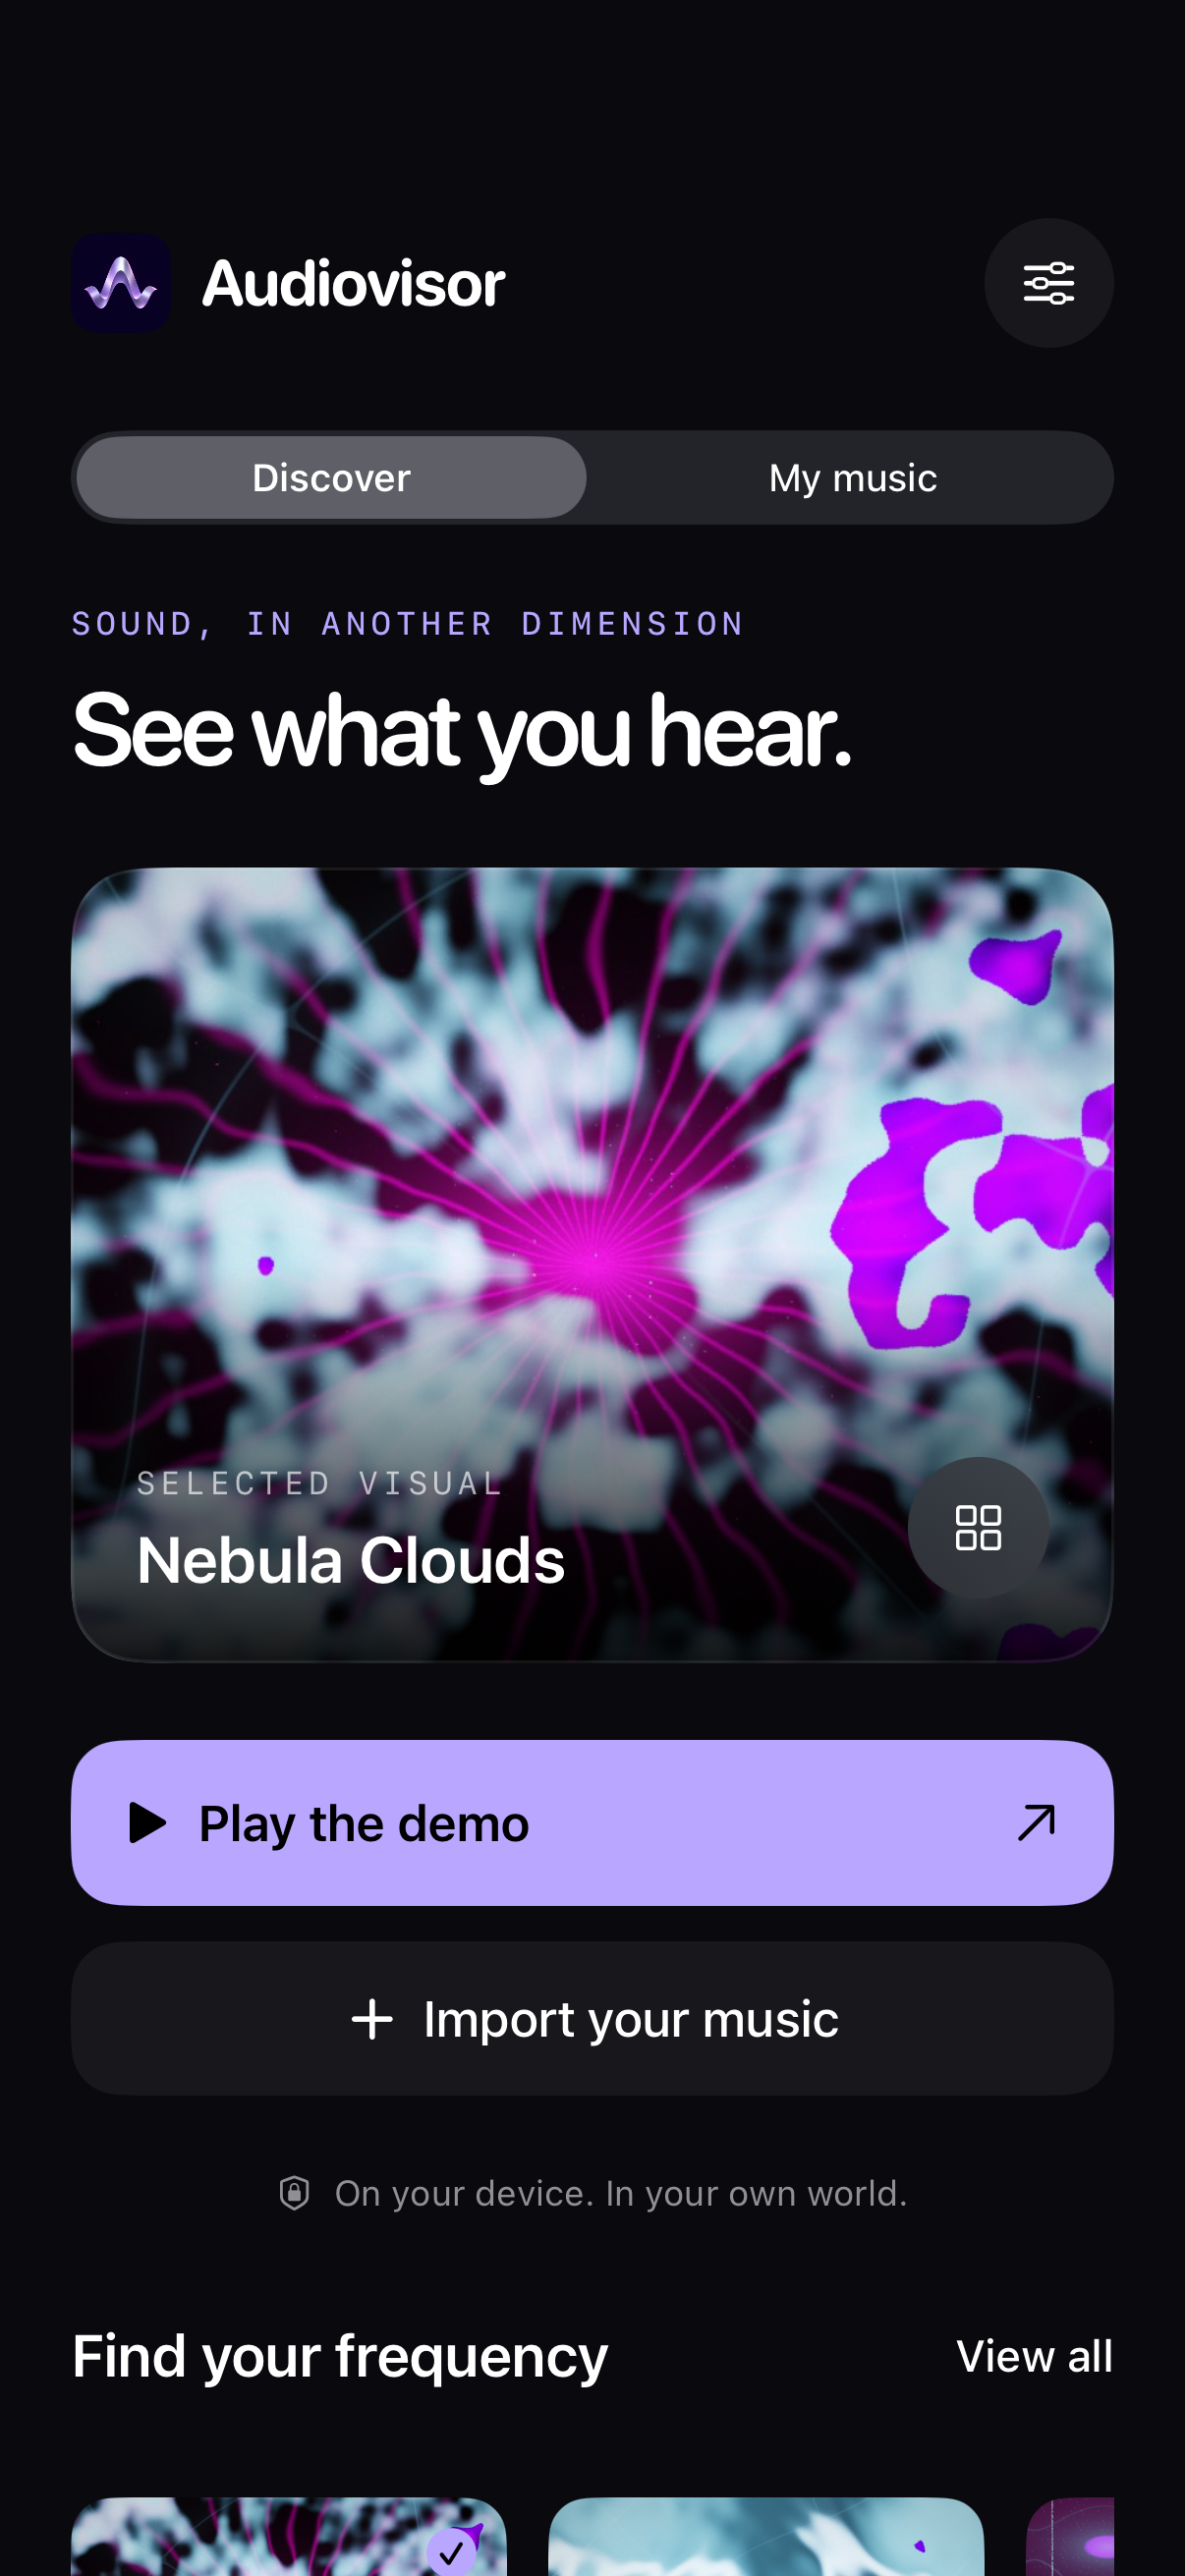 Audiovisor
Discover
My music
SOUND, IN ANOTHER DIMENSION
See what you hear.
SELECTED VISUAL
Nebula Clouds
Play the demo
Import your music
On your device. In your own world.
Find your frequency
View all